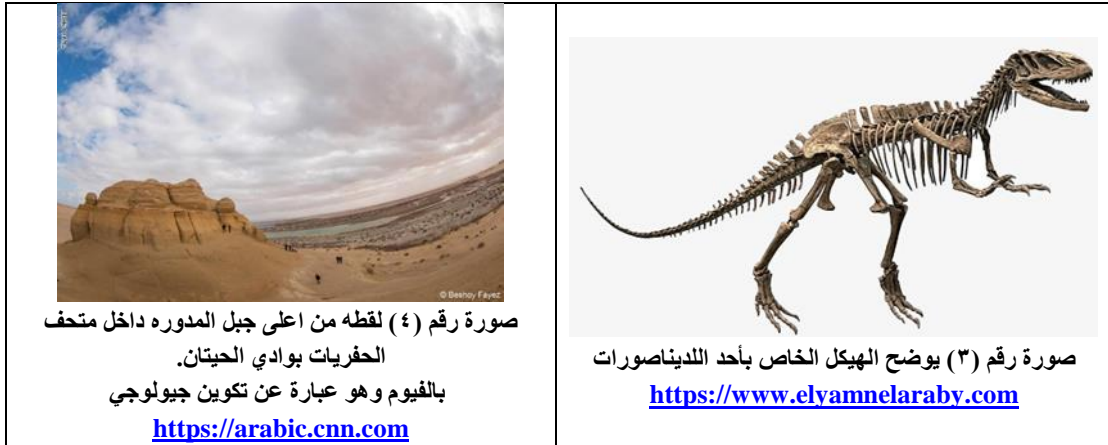 © Beshoy Fayez
صورة رقم (٣) يوضح الهيكل الخاص بأحد اللديناصورات
https://www.elyamnelaraby.com
صورة رقم (٤) لقطه من اعلى جبل المدوره داخل متحف
الحفريات بوادي الحيتان.
بالفيوم وهو عبارة عن تكوين جيولوجي
https://arabic.cnn.com